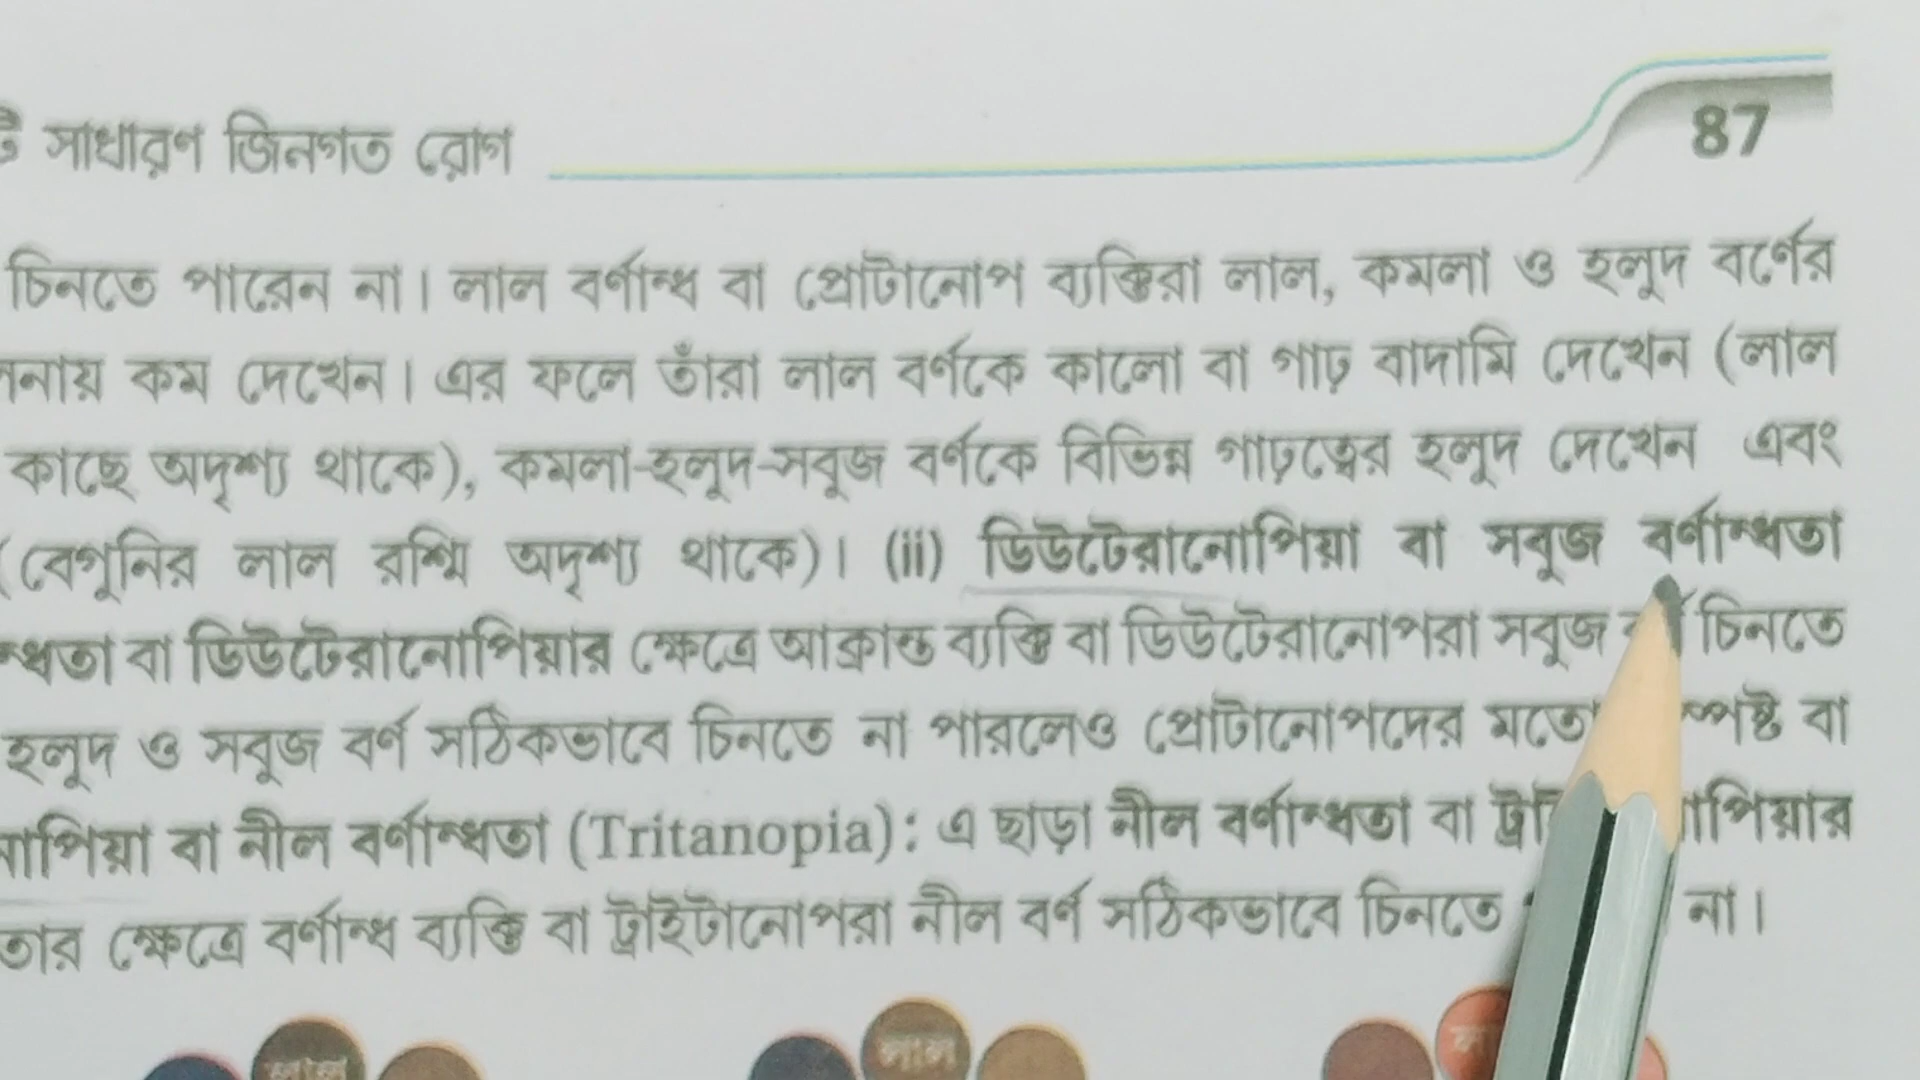 সাধারণ জিনগত রোগ
87
চিনতে পারেন না। লাল বর্ণান্ধ বা প্রোটানোপ ব্যক্তিরা লাল, কমলা ও হলুদ বর্ণের
কম দেখেন। এর ফলে তাঁরা লাল বর্ণকে কালো বা গাঢ় বাদামি দেখেন (লাল
কাছে অদৃশ্য থাকে), কমলা-হলুদ-সবুজ বর্ণকে বিভিন্ন গাঢ়ত্বের হলুদ দেখেন এবং
(বেগুনির লাল রশ্মি অদৃশ্য থাকে)। (ii) ডিউটেরানোপিয়া বা সবুজ বর্ণান্ধতা
বা ডিউটেরানোপিয়ার ক্ষেত্রে আক্রান্ত ব্যক্তি বা ডিউটেরানোপরা সবুজ চিনতে
হলুদ ও সবুজ বর্ণ সঠিকভাবে চিনতে না পারলেও প্রোটানোপদের মতো বা
বা নীল বর্ণান্ধতা (Tritanopia): এ ছাড়া নীল বর্ণান্ধতা বা
ক্ষেত্রে বর্ণান্ধ ব্যক্তি বা ট্রাইটানোপরা নীল বর্ণ সঠিকভাবে চিনতে না।
লাল লাল